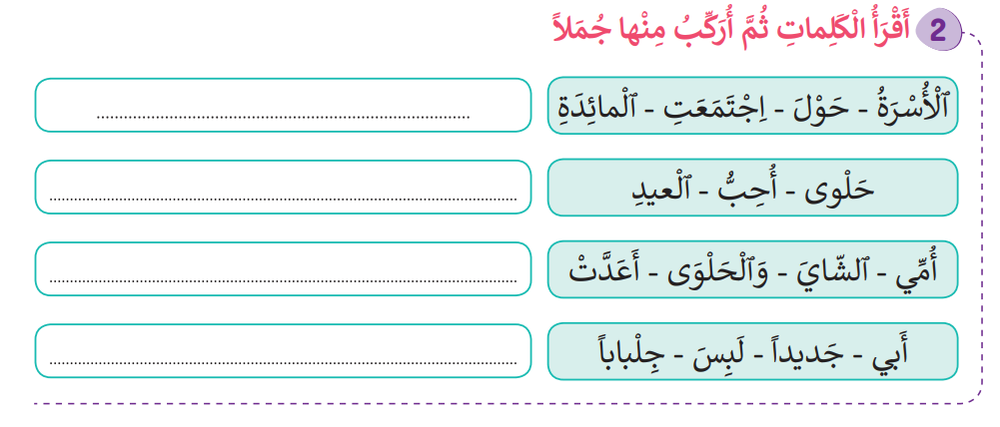 2 أَقْرَأُ الْكَلِماتِ ثُمَّ أُرَكِّبُ مِنْها جُمَلاً
ٱلْأُسْرَةُ - حَوْلَ - اِجْتَمَعَتِ - ٱلْمائِدَةِ ......................................................
حَلْوى - أُحِبُّ - ٱلْعيدِ ......................................................
أُمِّي - ٱلشّايَ - وَٱلْحَلْوَى - أَعَدَّتْ ......................................................
أَبي - جَديداً - لَبِسَ - جِلْباباً ......................................................